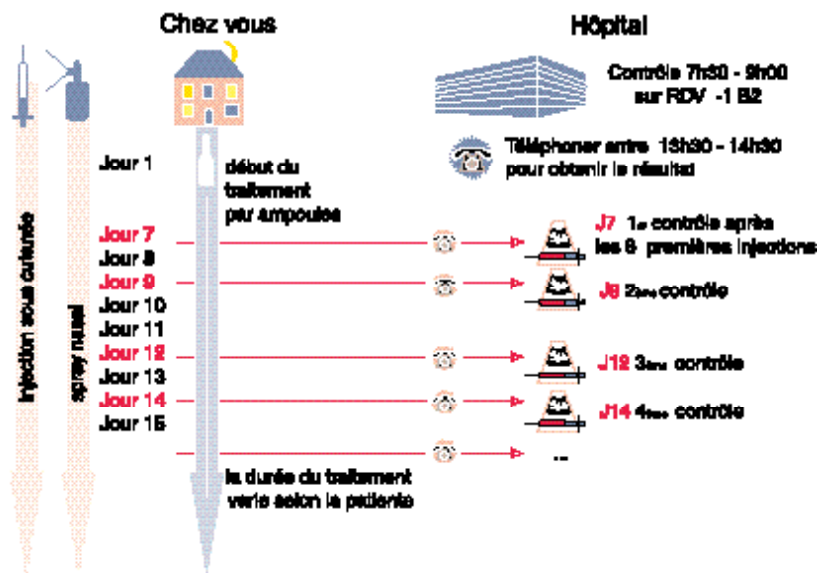 Chez vous
Hôpital
Contrôle 7h30 - 9h00
sur RDV -1 B2
Téléphoner entre 13h30 - 14h30
pour obtenir le résultat
injection sous cutanée
spray nasal
Jour 1
début du
traitement
par ampoules
Jour 7
Jour 8
Jour 9
Jour 10
Jour 11
Jour 12
Jour 13
Jour 14
Jour 15
J7 1er contrôle après
les 6 premières injections
2ème contrôle
J12 3ème contrôle
J14 4ème contrôle
...
la durée du traitement
varie selon la patiente